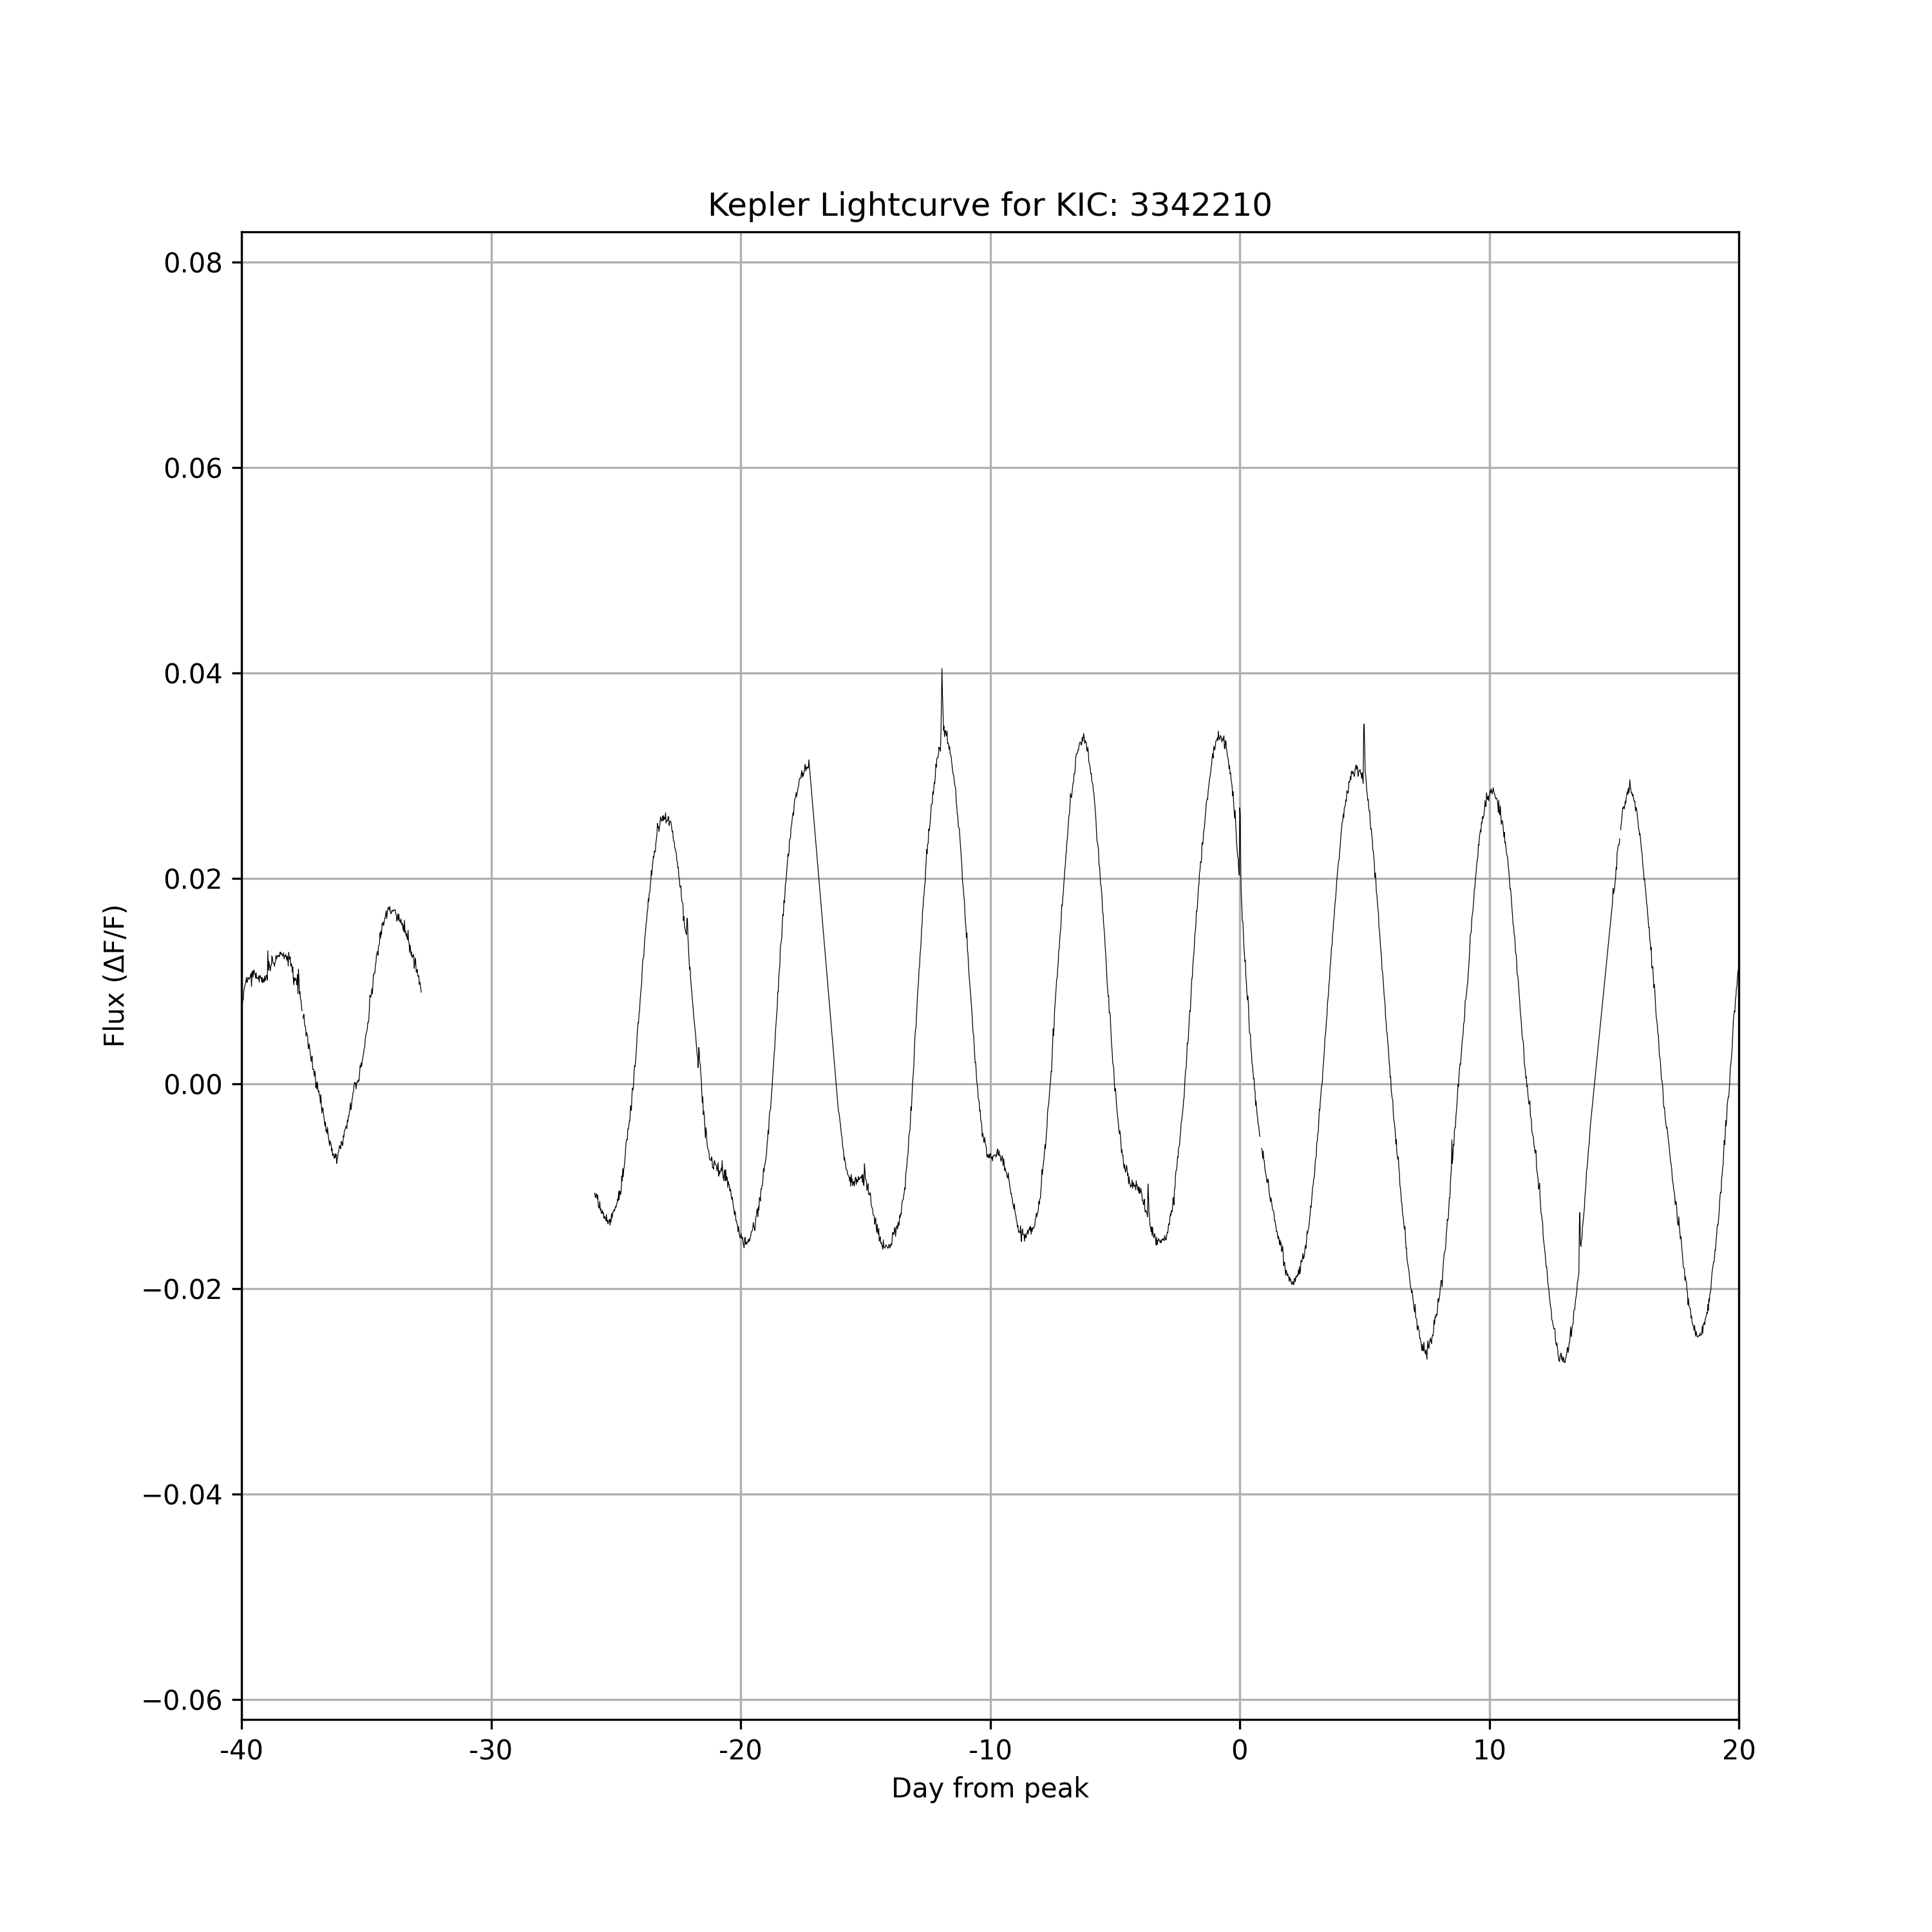 Kepler Lightcurve for KIC: 3342210
0.08
0.06
0.04
0.02
0.00
−0.02
−0.04
−0.06
Flux (ΔF/F)
-40 -30 -20 -10 0 10 20
Day from peak